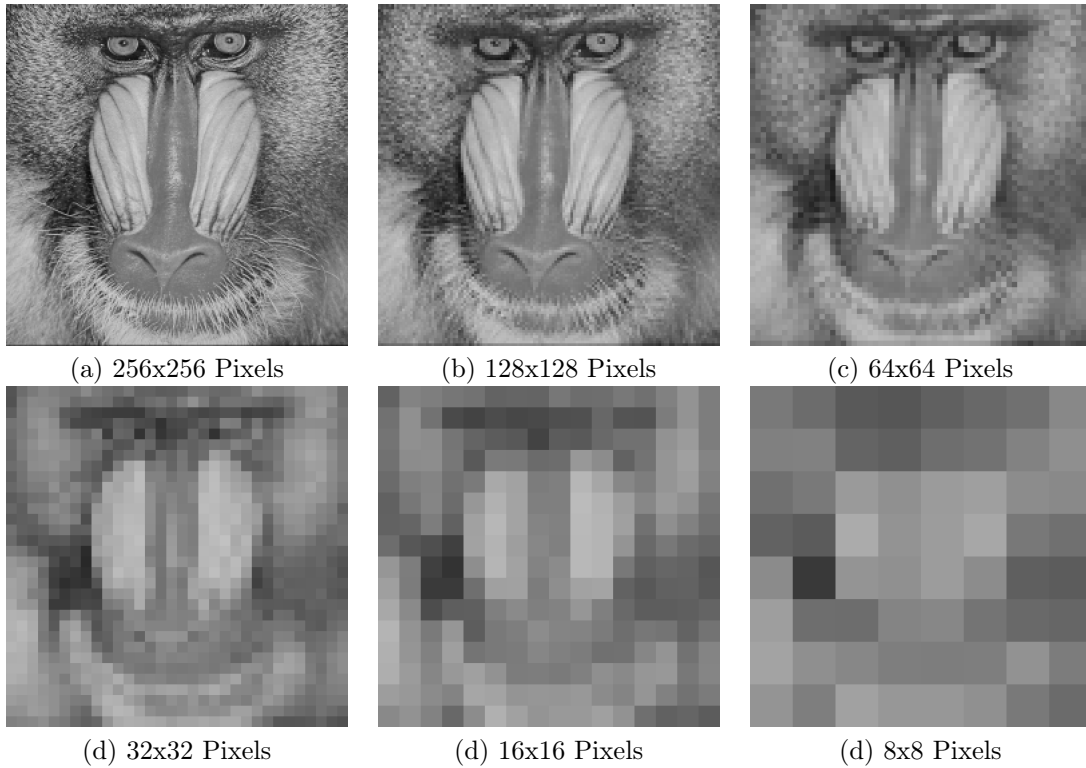 (a) 256x256 Pixels
(b) 128x128 Pixels
(c) 64x64 Pixels
(d) 32x32 Pixels
(d) 16x16 Pixels
(d) 8x8 Pixels